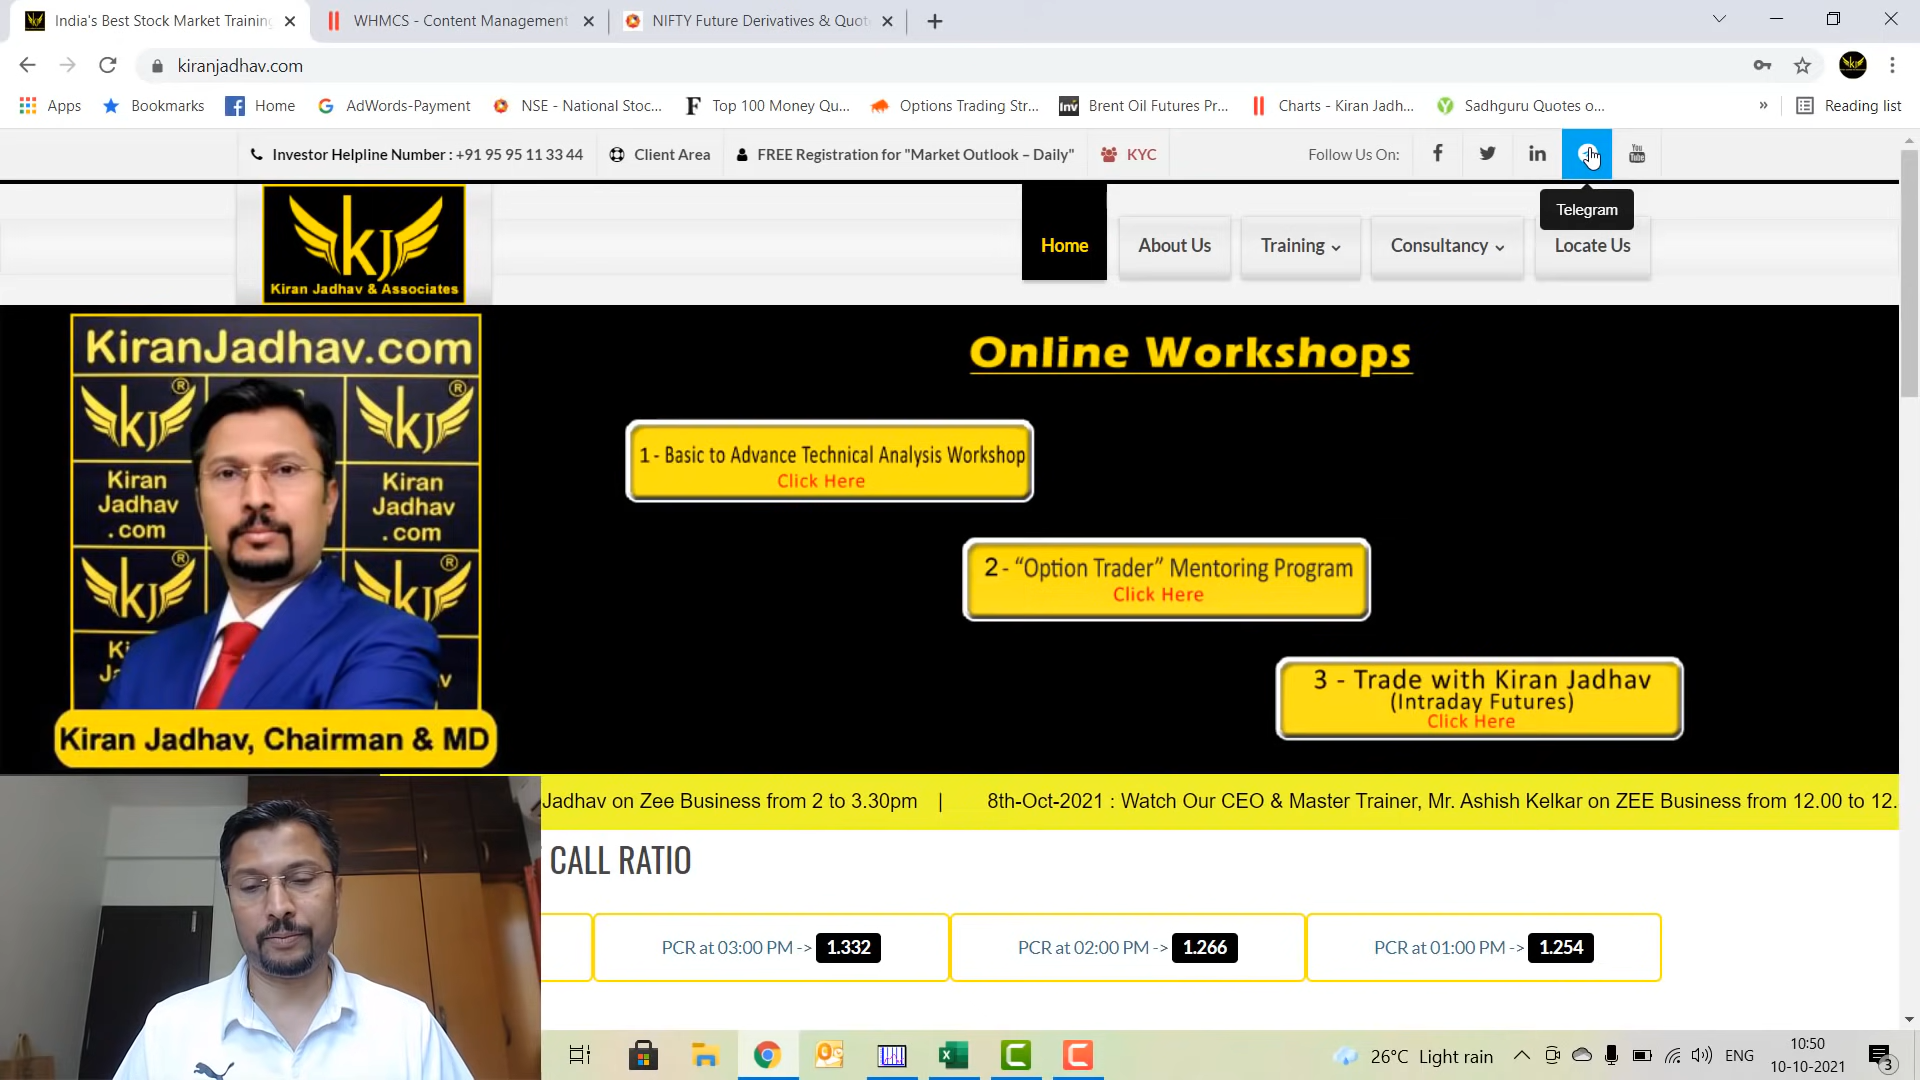 India's Best Stock Market Training
WHMCS - Content Management
NIFTY Future Derivatives & Quot
kiranjadhav.com
Apps
Bookmarks
Home
AdWords-Payment
NSE - National Stoc...
Top 100 Money Qu...
Options Trading Str...
Inv
Brent Oil Futures Pr...
Charts - Kiran Jadh...
Sadhguru Quotes o...
»
Reading list
Investor Helpline Number : +91 95 95 11 33 44
Client Area
FREE Registration for "Market Outlook – Daily"
KYC
Follow Us On:
You
Tube
Telegram
KJ
Kiran Jadhav & Associates
Home
About Us
Training
Consultancy
Locate Us
KiranJadhav.com
KJ ®
KJ ®
Kiran
Jadhav
.com
Kiran
Jadhav
.com
KJ ®
KJ ®
Kiran Jadhav, Chairman & MD
Online Workshops
1 - Basic to Advance Technical Analysis Workshop
Click Here
2 - “Option Trader” Mentoring Program
Click Here
3 - Trade with Kiran Jadhav
(Intraday Futures)
Click Here
Jadhav on Zee Business from 2 to 3.30pm | 8th-Oct-2021 : Watch Our CEO & Master Trainer, Mr. Ashish Kelkar on ZEE Business from 12.00 to 12.
CALL RATIO
PCR at 03:00 PM -> 1.332
PCR at 02:00 PM -> 1.266
PCR at 01:00 PM -> 1.254
26°C Light rain
ENG
10:50
10-10-2021
3